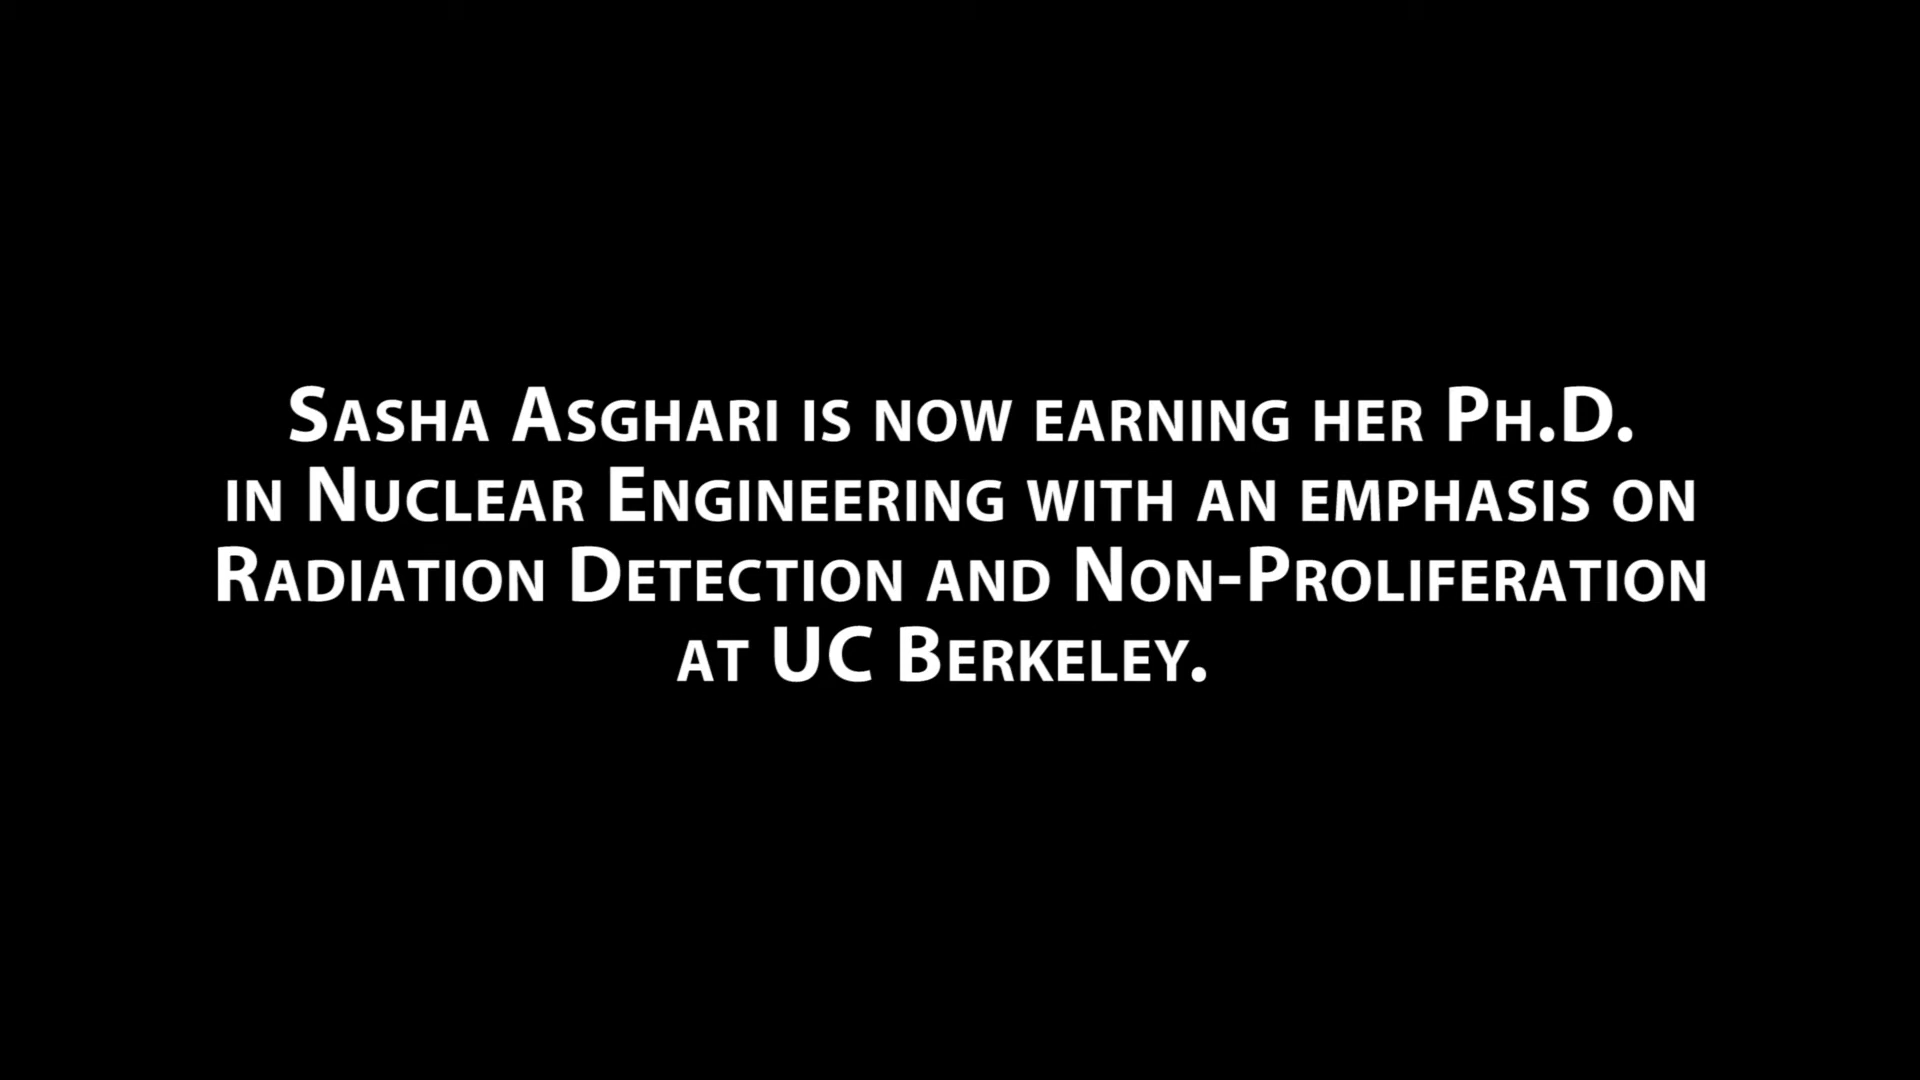 Sasha Asghari is now earning her Ph.D.
in Nuclear Engineering with an emphasis on
Radiation Detection and Non-Proliferation
at UC Berkeley.